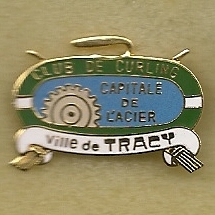 CLUB DE CURLING
CAPITALE
DE
L'ACIER
Ville de TRACY